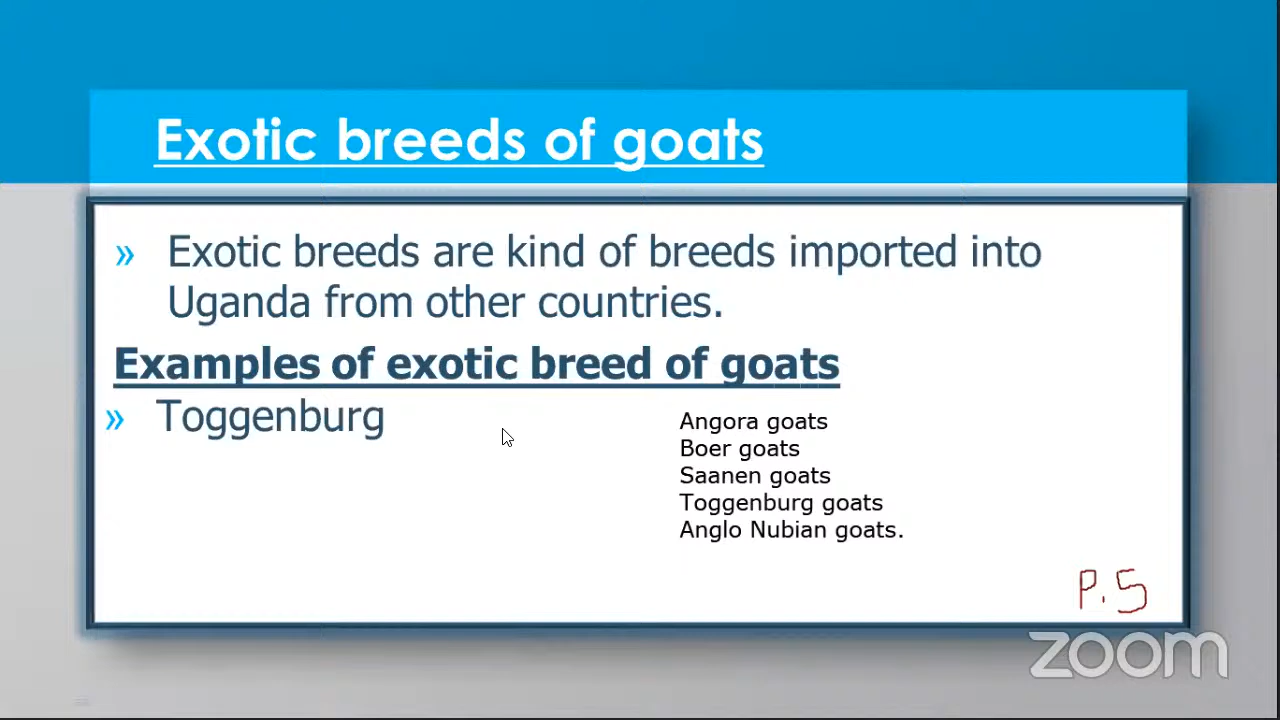 Exotic breeds of goats
» Exotic breeds are kind of breeds imported into
Uganda from other countries.
Examples of exotic breed of goats
» Toggenburg
Angora goats
Boer goats
Saanen goats
Toggenburg goats
Anglo Nubian goats.
P.5
zoom